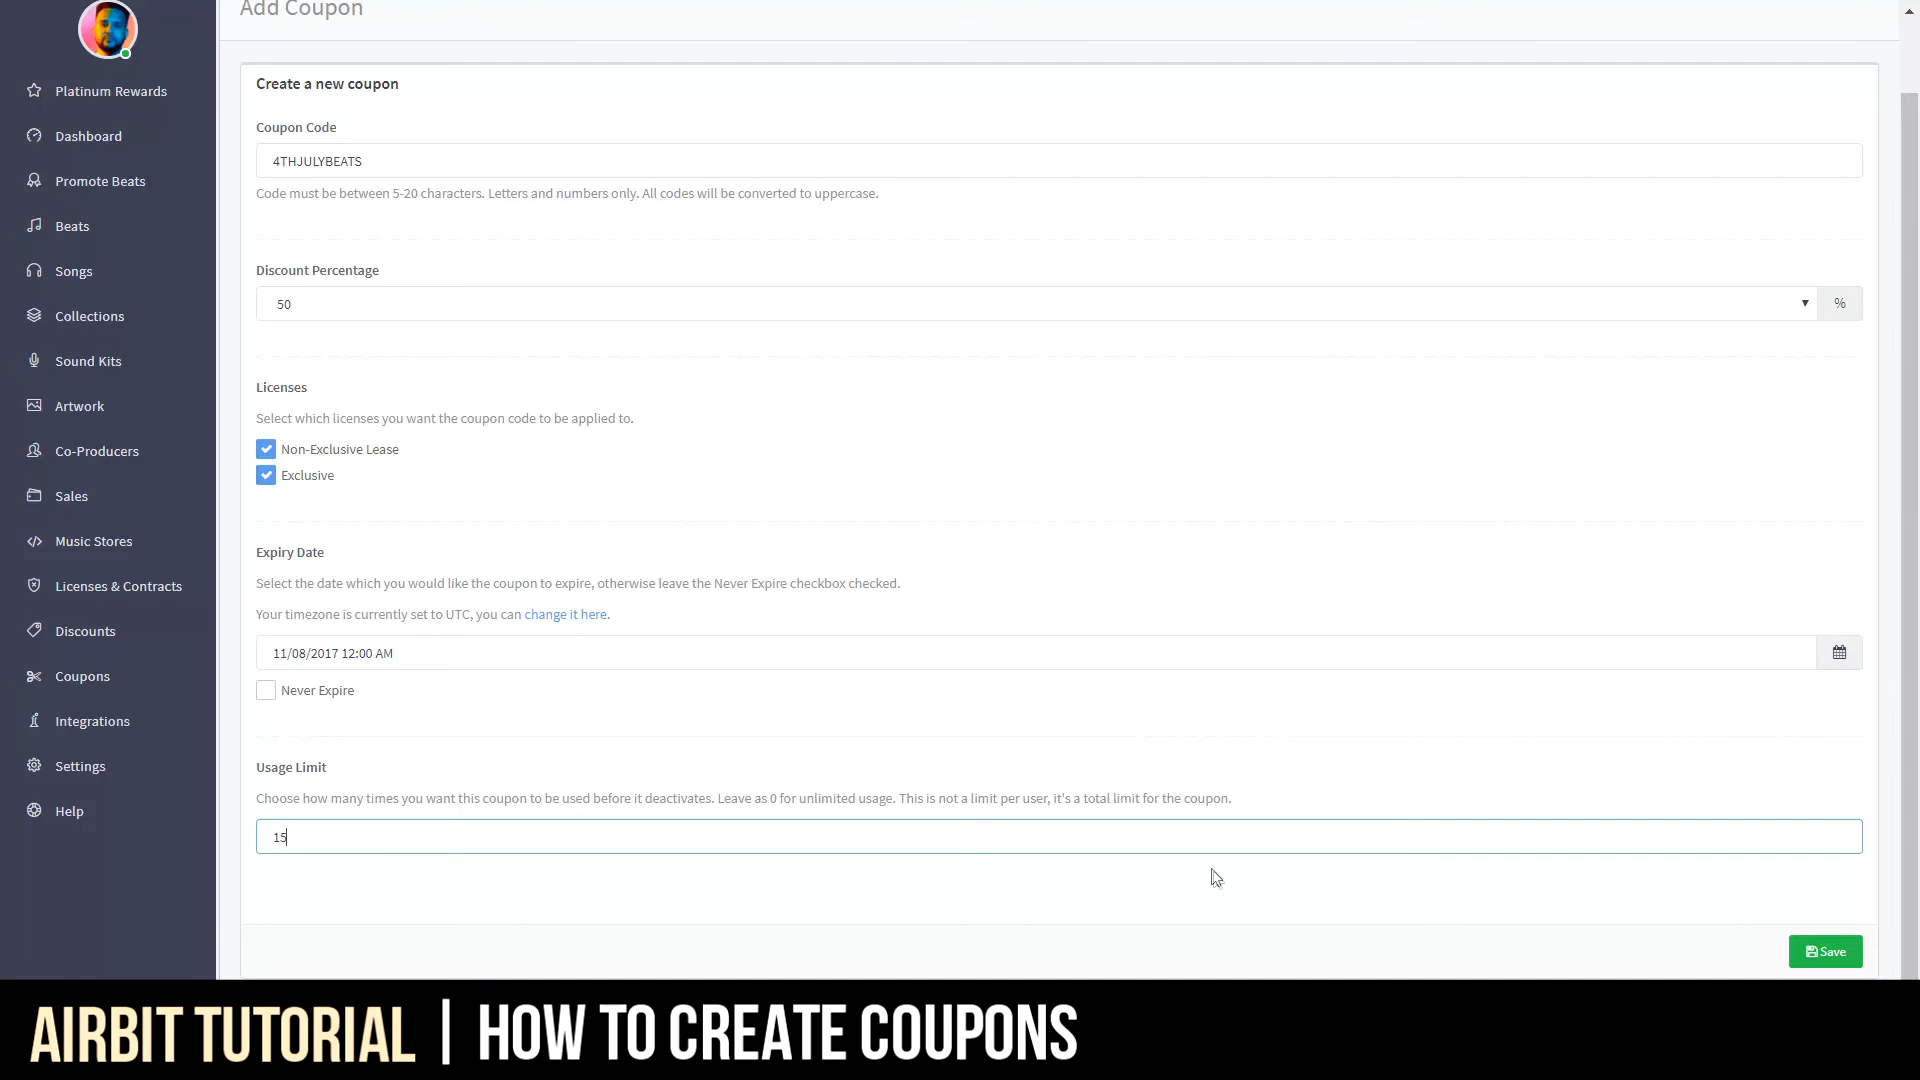 Add Coupon
Platinum Rewards
Dashboard
Promote Beats
Beats
Songs
Collections
Sound Kits
Artwork
Co-Producers
Sales
Music Stores
Licenses & Contracts
Discounts
Coupons
Integrations
Settings
Help
Create a new coupon
Coupon Code
4THJULYBEATS
Code must be between 5-20 characters. Letters and numbers only. All codes will be converted to uppercase.
Discount Percentage
50
%
Licenses
Select which licenses you want the coupon code to be applied to.
Non-Exclusive Lease
Exclusive
Expiry Date
Select the date which you would like the coupon to expire, otherwise leave the Never Expire checkbox checked.
Your timezone is currently set to UTC, you can change it here.
11/08/2017 12:00 AM
Never Expire
Usage Limit
Choose how many times you want this coupon to be used before it deactivates. Leave as 0 for unlimited usage. This is not a limit per user, it's a total limit for the coupon.
15
Save
AIRBIT TUTORIAL | HOW TO CREATE COUPONS